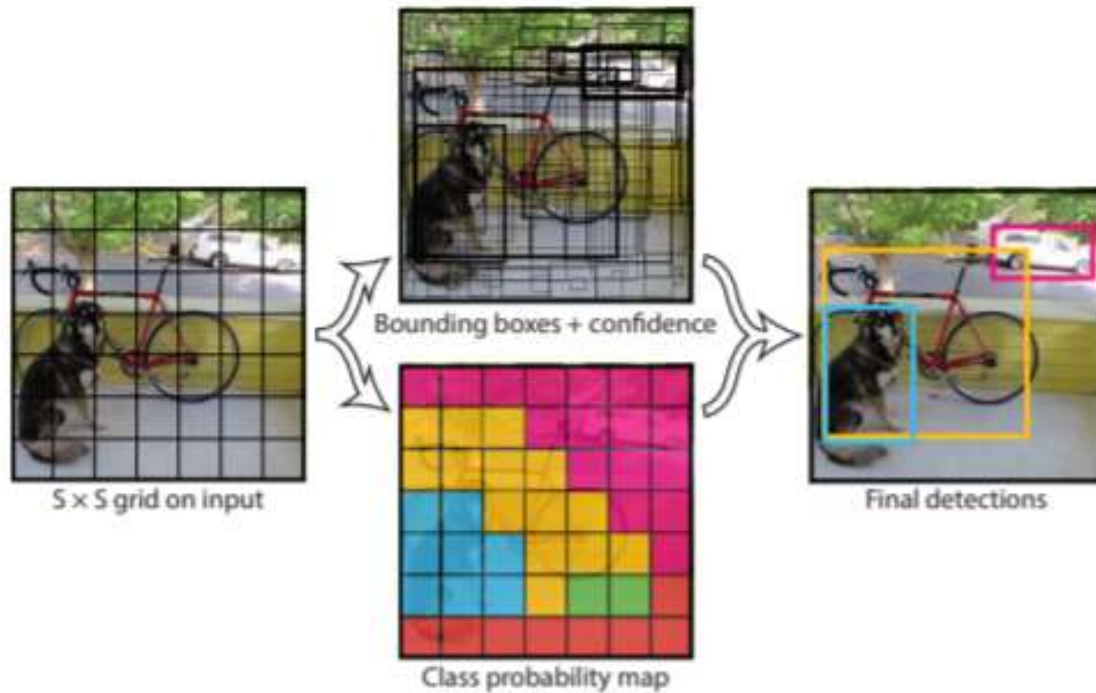 Bounding boxes + confidence
S × S grid on input
Final detections
Class probability map